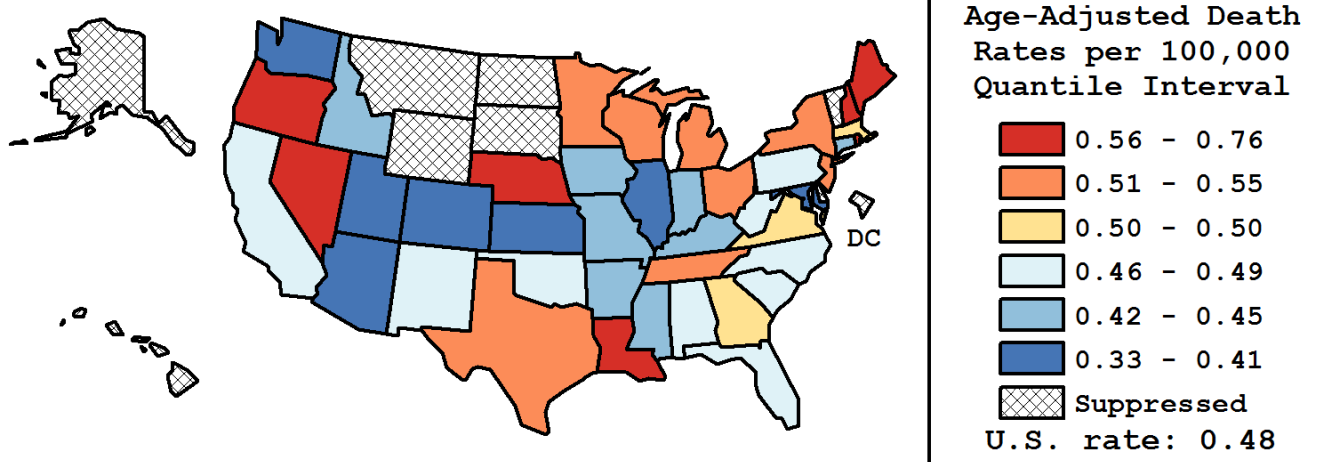 Age-Adjusted Death
Rates per 100,000
Quantile Interval
0.56 - 0.76
0.51 - 0.55
0.50 - 0.50
0.46 - 0.49
0.42 - 0.45
0.33 - 0.41
Suppressed
U.S. rate: 0.48
DC